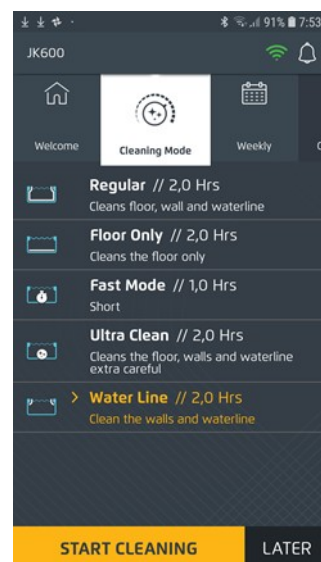 91% 7:53
JK600
Welcome
Cleaning Mode
Weekly
Regular // 2,0 Hrs
Cleans floor, wall and waterline
Floor Only // 2,0 Hrs
Cleans the floor only
Fast Mode // 1,0 Hrs
Short
Ultra Clean // 2,0 Hrs
Cleans the floor, walls and waterline
extra careful
> Water Line // 2,0 Hrs
Clean the walls and waterline
START CLEANING
LATER